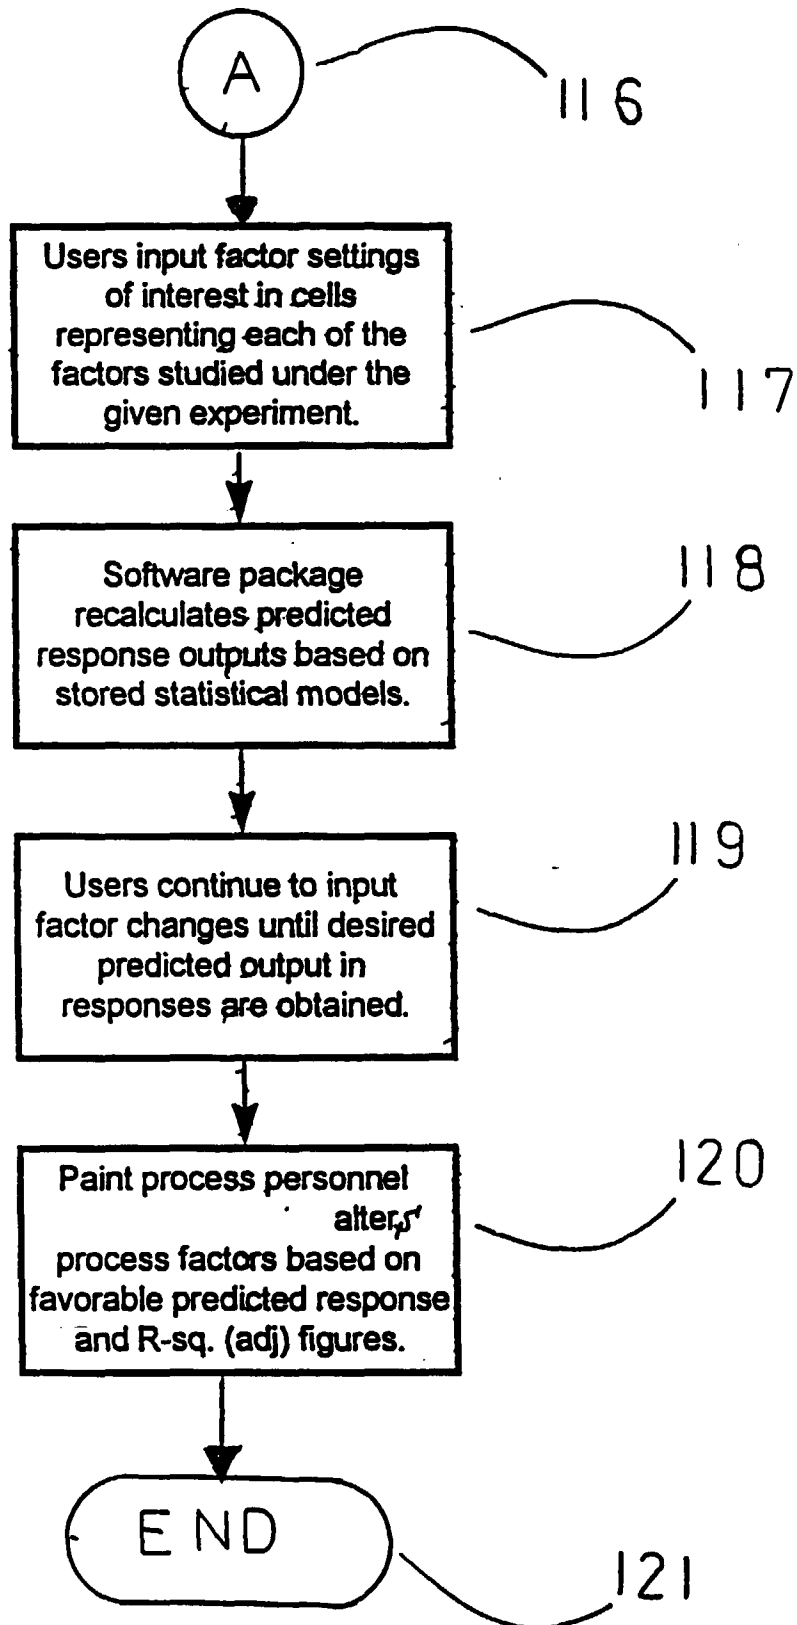 A
116
Users input factor settings
of interest in cells
representing each of the
factors studied under the
given experiment.
117
Software package
recalculates predicted
response outputs based on
stored statistical models.
118
Users continue to input
factor changes until desired
predicted output in
responses are obtained.
119
Paint process personnel
alters
process factors based on
favorable predicted response
and R-sq. (adj) figures.
120
END
121